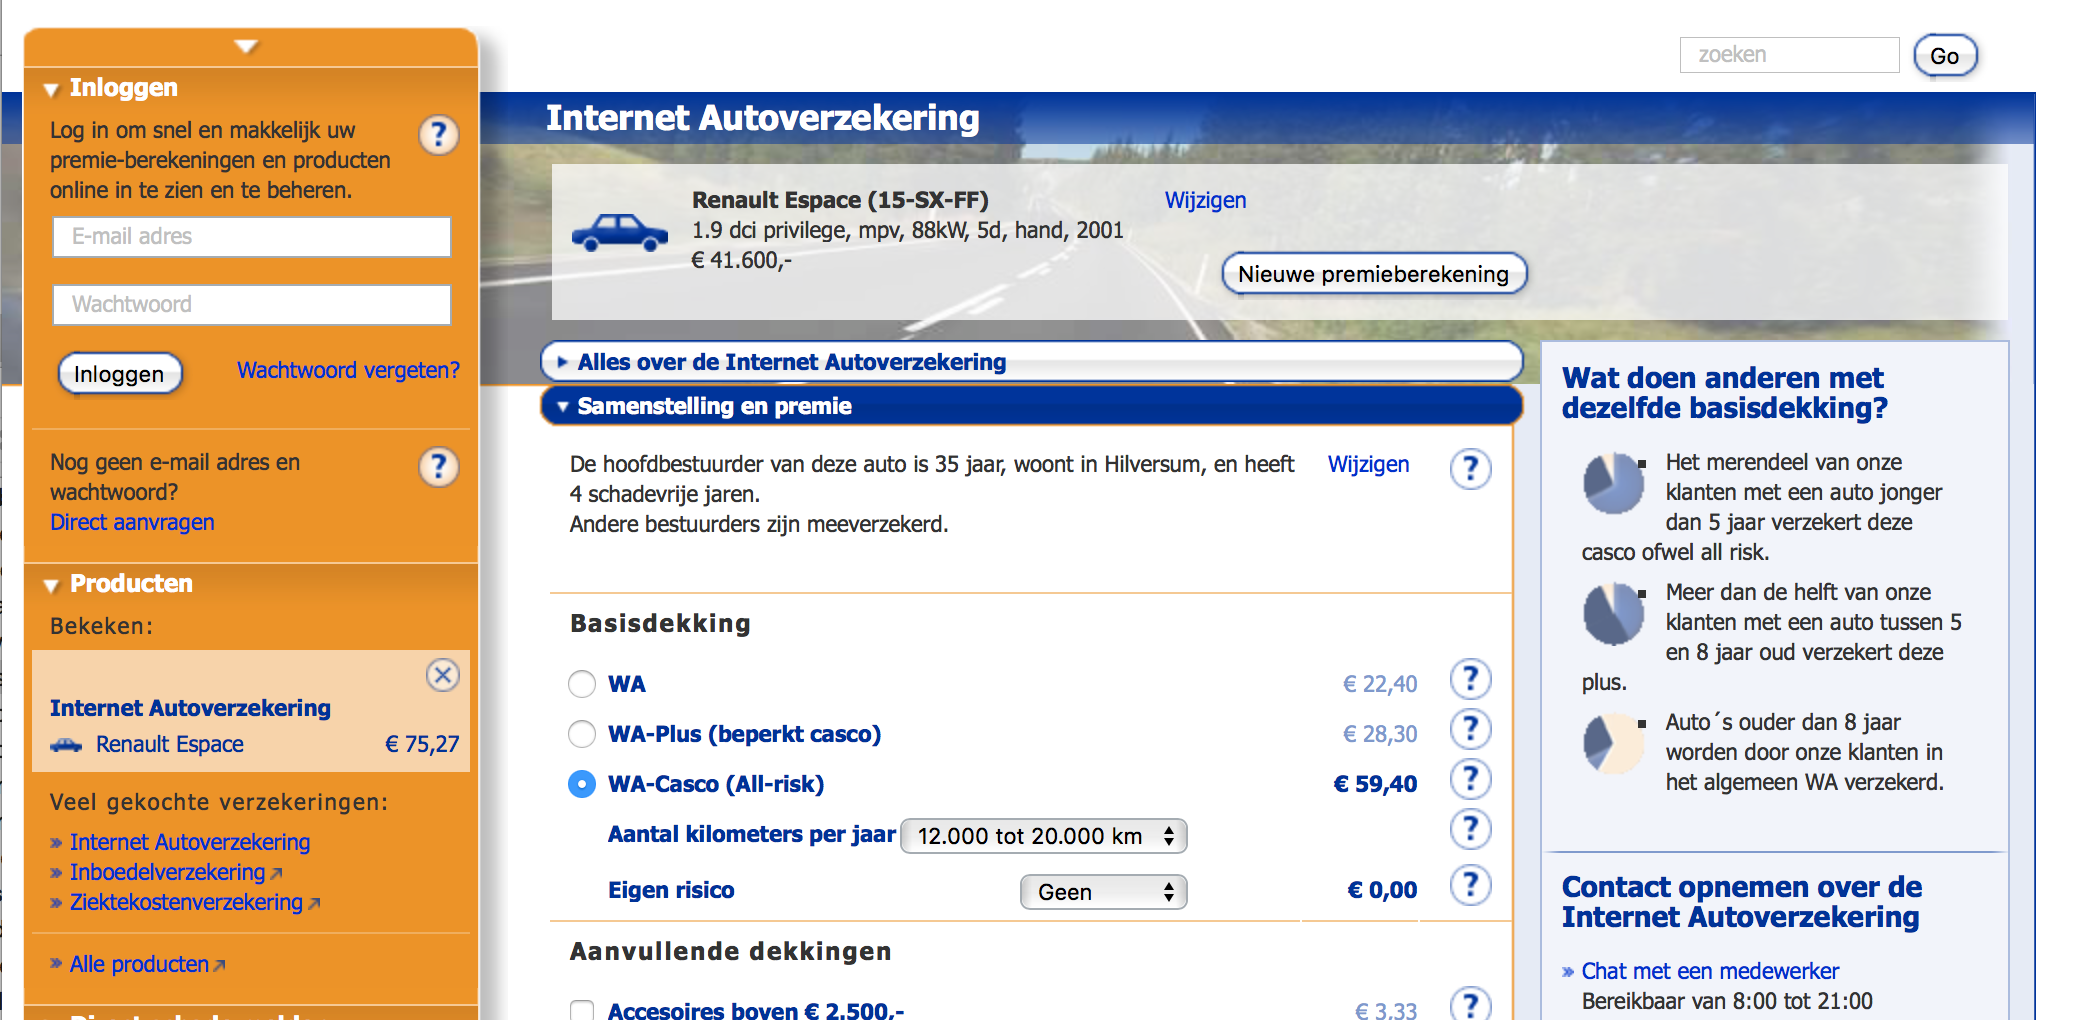 Inloggen
Log in om snel en makkelijk uw
premie-berekeningen en producten
online in te zien en te beheren.
?
E-mail adres
Wachtwoord
Inloggen
Wachtwoord vergeten?
Nog geen e-mail adres en
wachtwoord?
?
Direct aanvragen
Producten
Bekeken:
Internet Autoverzekering
Renault Espace € 75,27
Veel gekochte verzekeringen:
» Internet Autoverzekering
» Inboedelverzekering
» Ziektekostenverzekering
» Alle producten
zoeken
Go
Internet Autoverzekering
Renault Espace (15-SX-FF) Wijzigen
1.9 dci privilege, mpv, 88kW, 5d, hand, 2001
€ 41.600,-
Nieuwe premieberekening
Alles over de Internet Autoverzekering
Samenstelling en premie
De hoofdbestuurder van deze auto is 35 jaar, woont in Hilversum, en heeft Wijzigen ?
4 schadevrije jaren.
Andere bestuurders zijn meeverzekerd.
Basisdekking
WA € 22,40 ?
WA-Plus (beperkt casco) € 28,30 ?
WA-Casco (All-risk) € 59,40 ?
Aantal kilometers per jaar 12.000 tot 20.000 km ?
Eigen risico Geen € 0,00 ?
Aanvullende dekkingen
Accesoires boven € 2.500,- € 3,33 ?
Wat doen anderen met
dezelfde basisdekking?
Het merendeel van onze
klanten met een auto jonger
dan 5 jaar verzekert deze
casco ofwel all risk.
Meer dan de helft van onze
klanten met een auto tussen 5
en 8 jaar oud verzekert deze
plus.
Auto´s ouder dan 8 jaar
worden door onze klanten in
het algemeen WA verzekerd.
Contact opnemen over de
Internet Autoverzekering
» Chat met een medewerker
Bereikbaar van 8:00 tot 21:00